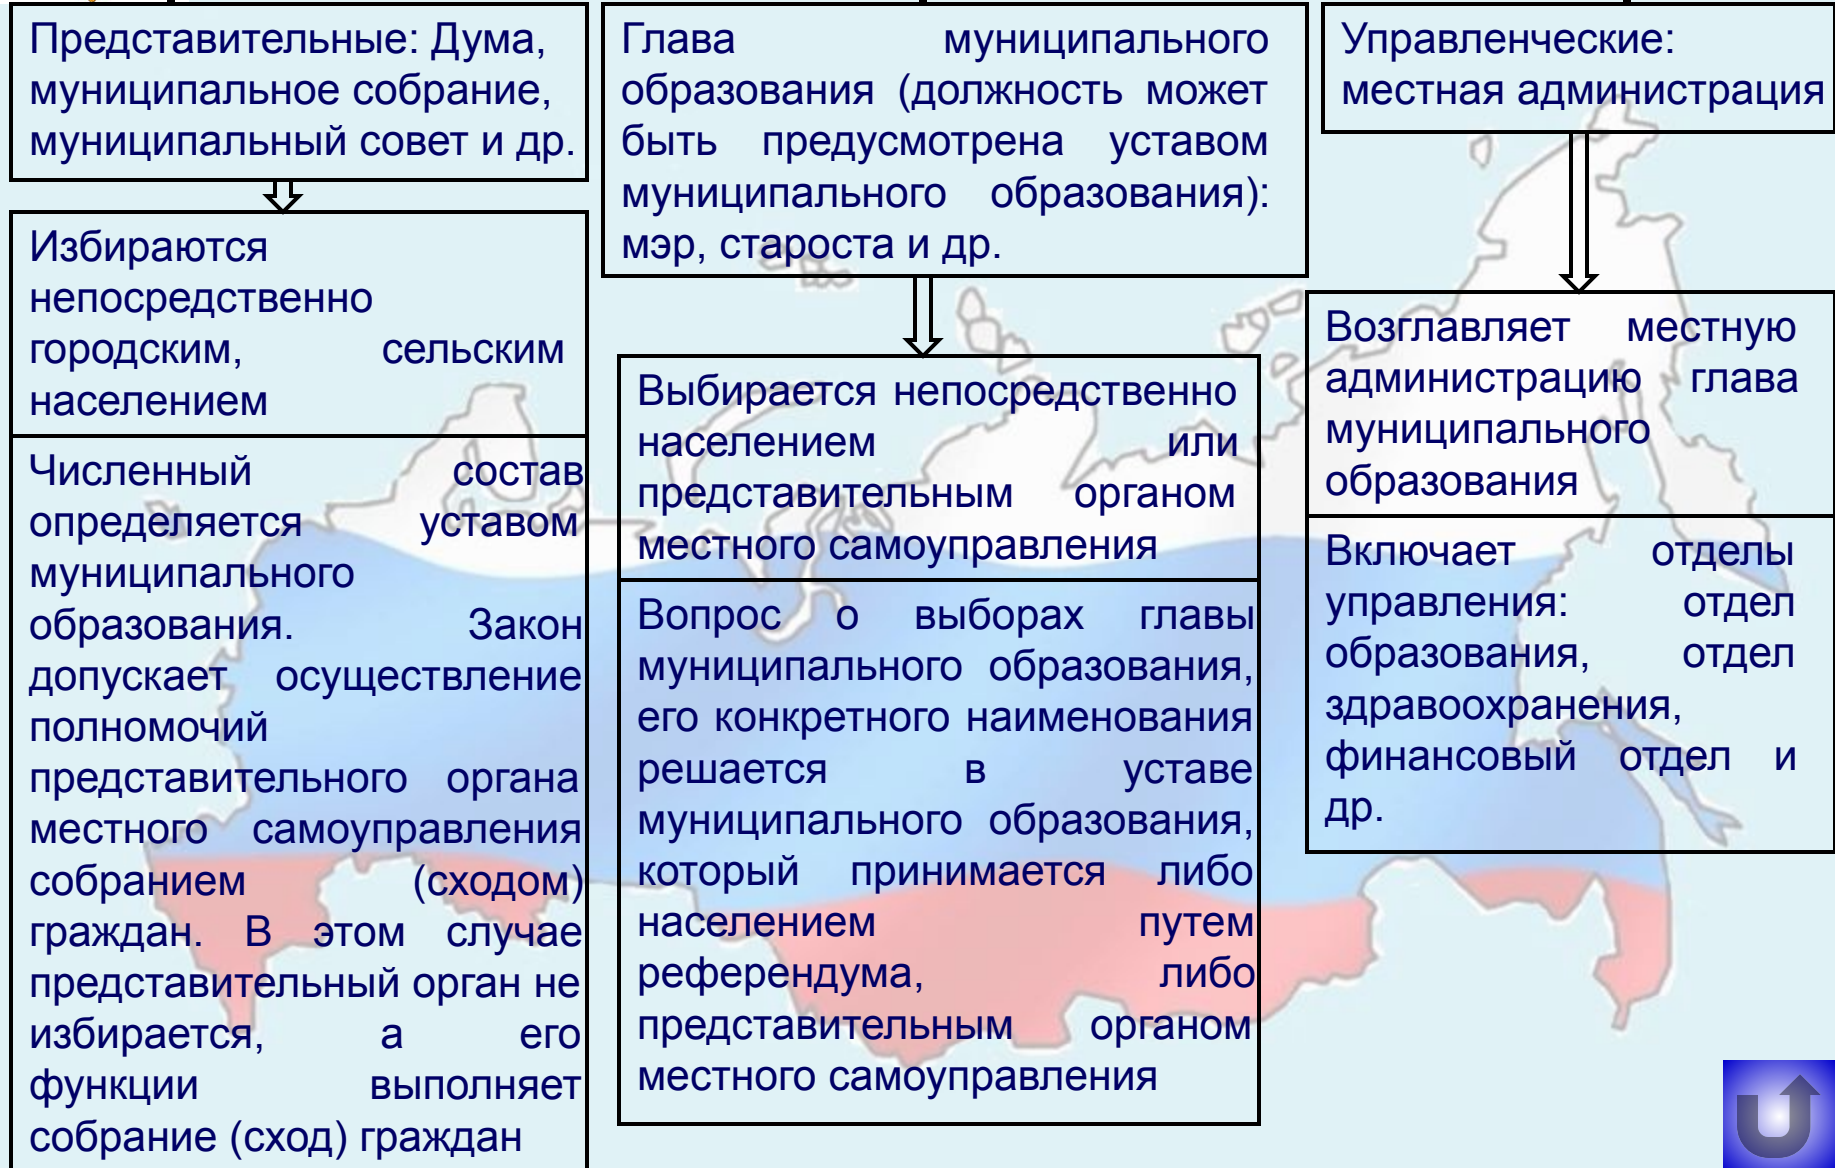 Представительные: Дума,
муниципальное собрание,
муниципальный совет и др.
Избираются
непосредственно
городским, сельским
населением
Численный состав
определяется уставом
муниципального
образования. Закон
допускает осуществление
полномочий
представительного органа
местного самоуправления
собранием (сходом)
граждан. В этом случае
представительный орган не
избирается, а его
функции выполняет
собрание (сход) граждан
Глава муниципального
образования (должность может
быть предусмотрена уставом
муниципального образования):
мэр, староста и др.
Выбирается непосредственно
населением или
представительным органом
местного самоуправления
Вопрос о выборах главы
муниципального образования,
его конкретного наименования
решается в уставе
муниципального образования,
который принимается либо
населением путем
референдума, либо
представительным органом
местного самоуправления
Управленческие:
местная администрация
Возглавляет местную
администрацию глава
муниципального
образования
Включает отделы
управления: отдел
образования, отдел
здравоохранения,
финансовый отдел и
др.